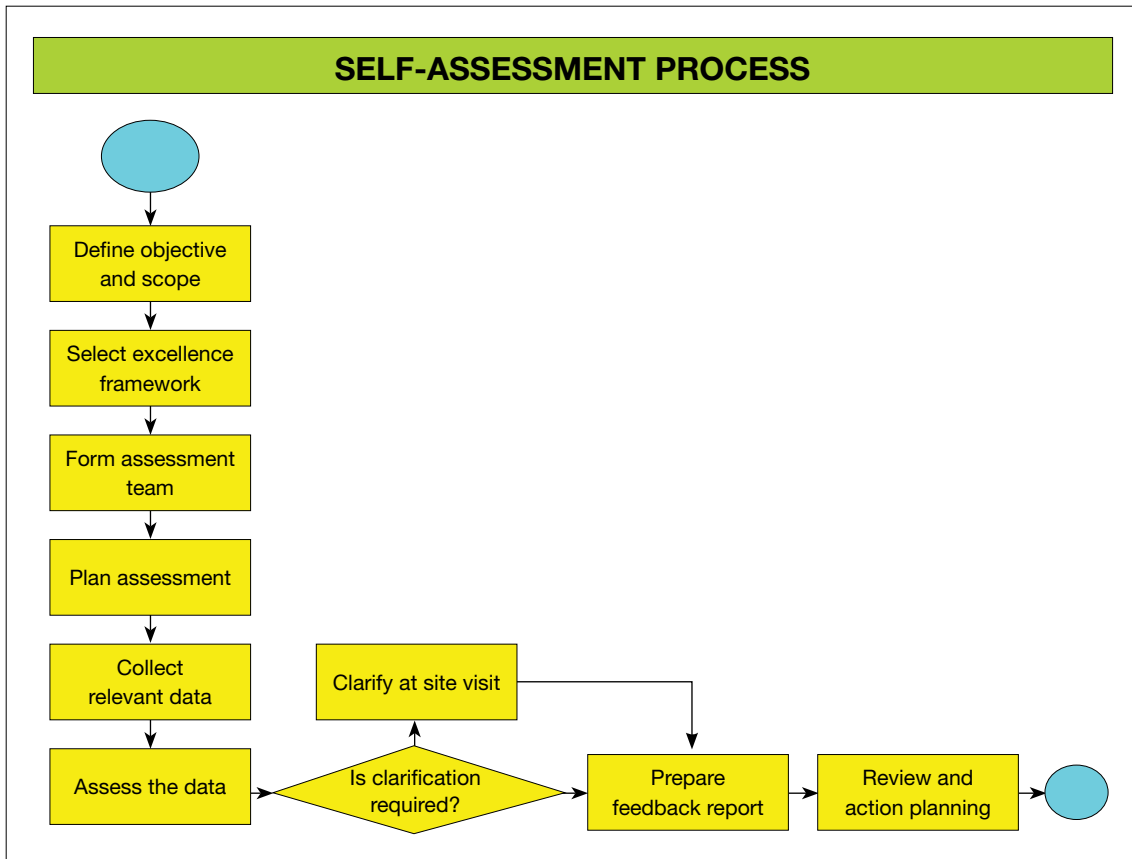 SELF-ASSESSMENT PROCESS
Define objective
and scope
Select excellence
framework
Form assessment
team
Plan assessment
Collect
relevant data
Assess the data
Is clarification
required?
Clarify at site visit
Prepare
feedback report
Review and
action planning